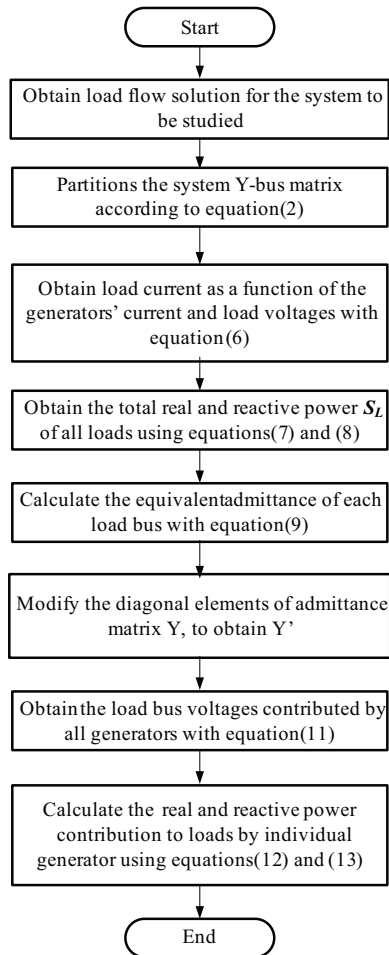 Start
Obtain load flow solution for the system to
be studied
Partitions the system Y-bus matrix
according to equation(2)
Obtain load current as a function of the
generators' current and load voltages with
equation(6)
Obtain the total real and reactive power S_L
of all loads using equations(7) and (8)
Calculate the equivalentadmittance of each
load bus with equation(9)
Modify the diagonal elements of admittance
matrix Y, to obtain Y’
Obtain the load bus voltages contributed by
all generators with equation(11)
Calculate the real and reactive power
contribution to loads by individual
generator using equations(12) and (13)
End